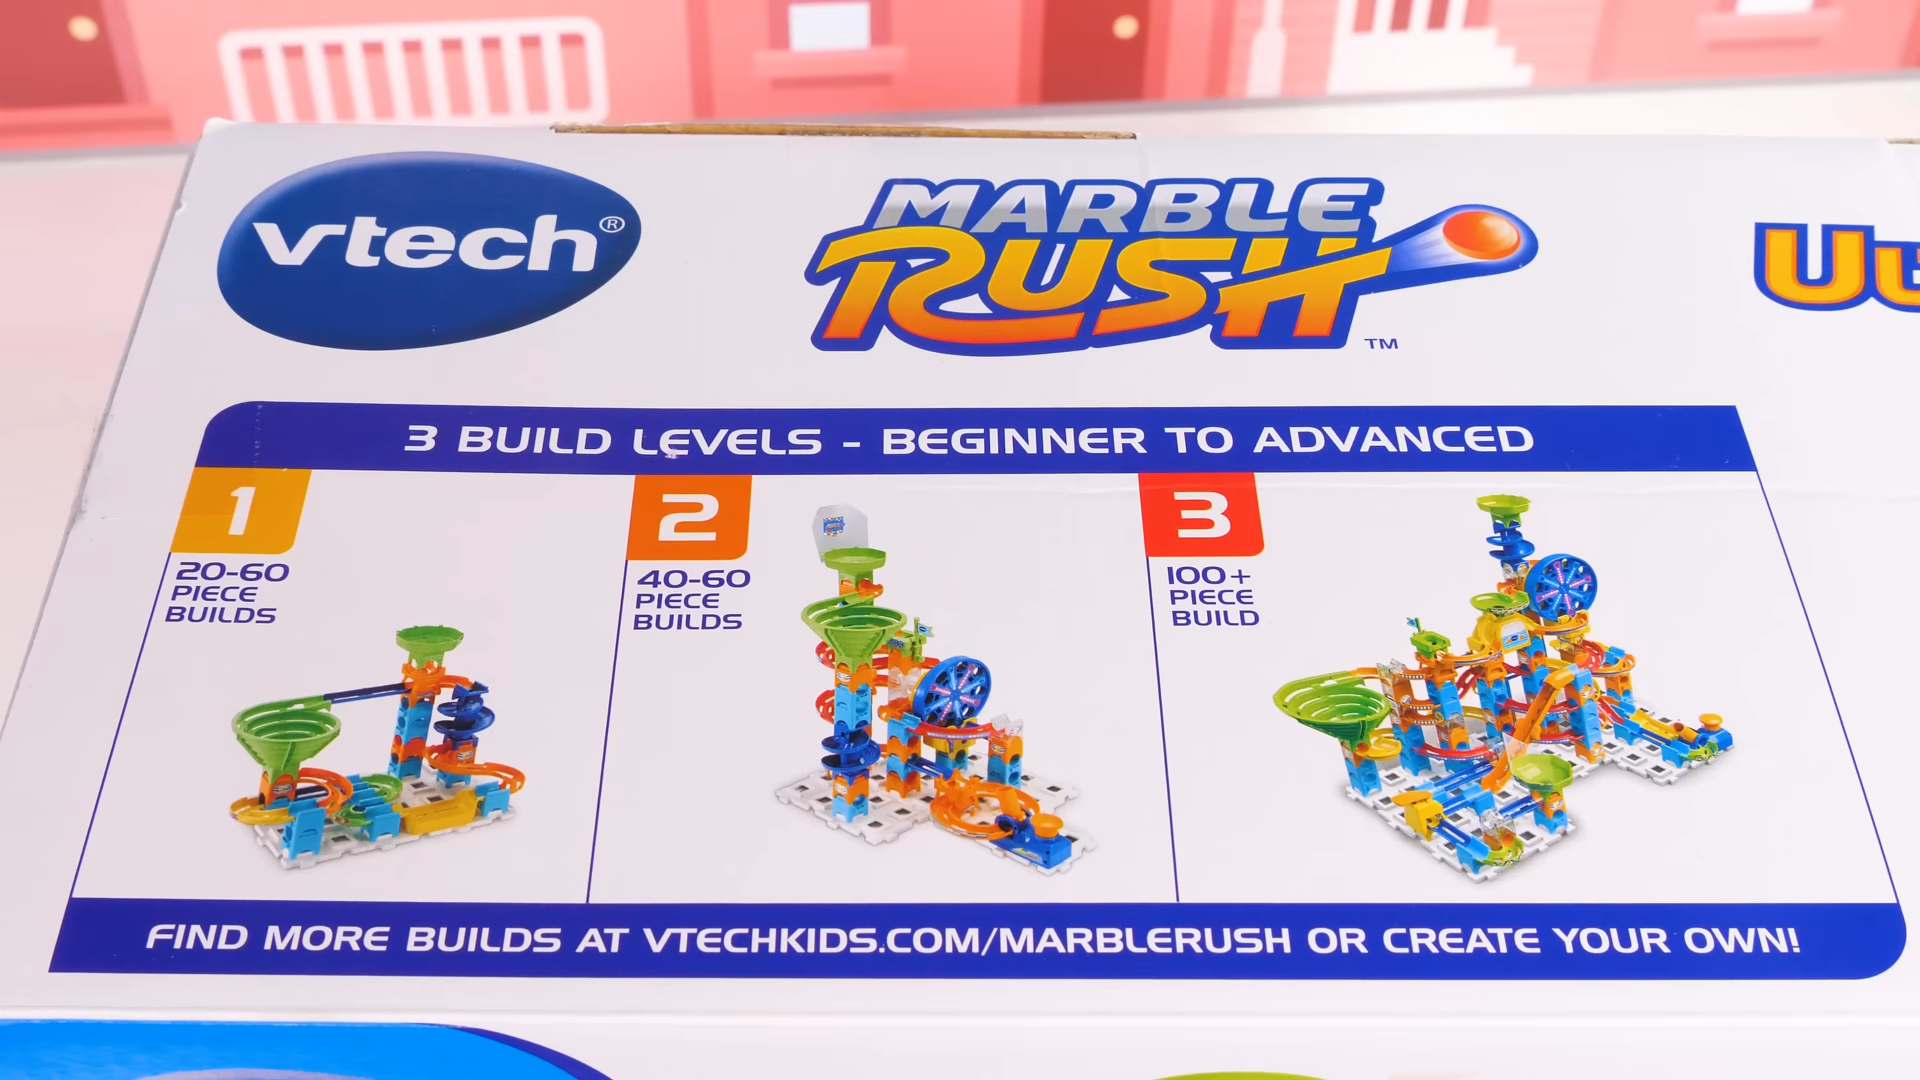 vtech®
MARBLE
RUSH
TM
3 BUILD LEVELS - BEGINNER TO ADVANCED
1
20-60
PIECE
BUILDS
2
40-60
PIECE
BUILDS
3
100+
PIECE
BUILD
FIND MORE BUILDS AT VTECHKIDS.COM/MARBLERUSH OR CREATE YOUR OWN!